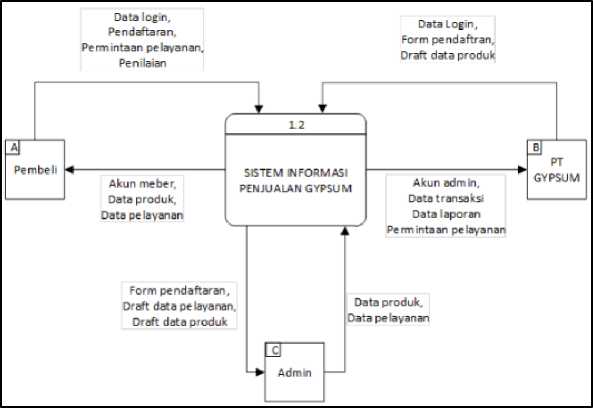 Data login,
Pendaftaran,
Permintaan pelayanan,
Penilaian
Data Login,
Form pendaftran,
Draft data produk
1.2
SISTEM INFORMASI
PENJUALAN GYPSUM
A
Pembeli
B
PT
GYPSUM
Akun meber,
Data produk,
Data pelayanan
Akun admin,
Data transaksi
Data laporan
Permintaan pelayanan
Form pendaftaran,
Draft data pelayanan,
Draft data produk
Data produk,
Data pelayanan
C
Admin